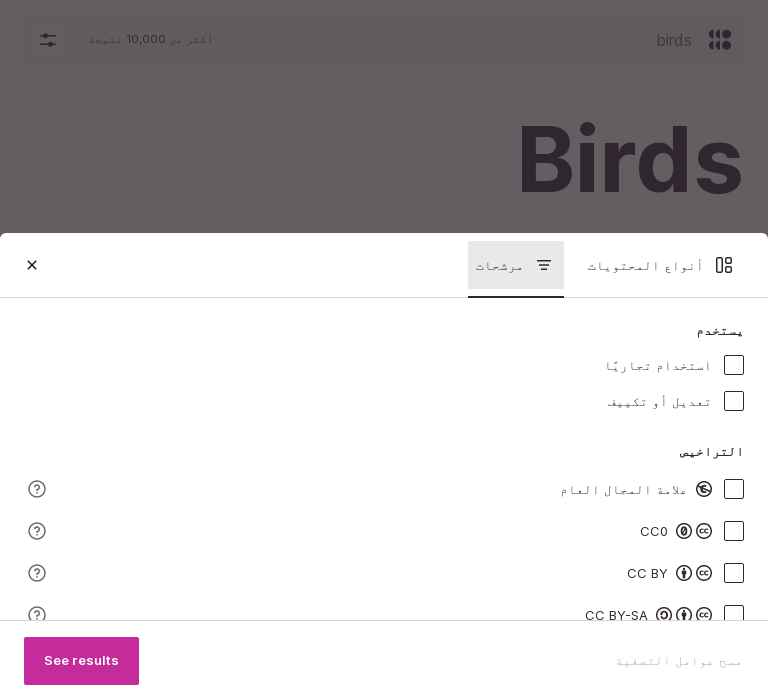 birds
أكثر من 10,000 نتيجة
Birds
أنواع المحتويات
مرشحات
يستخدم
استخدام تجاريًا
تعديل أو تكييف
التراخيص
علامة المجال العام
CC0
CC BY
CC BY-SA
مسح عوامل التصفية
See results